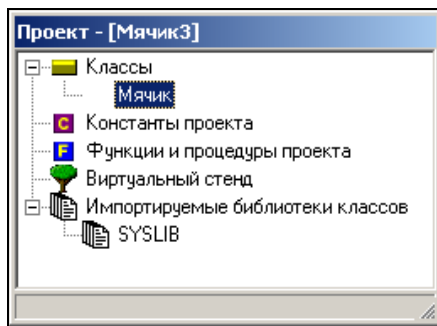 Проект - [Мячик3]
Классы
Мячик
C Константы проекта
F Функции и процедуры проекта
Виртуальный стенд
Импортируемые библиотеки классов
SYSLIB